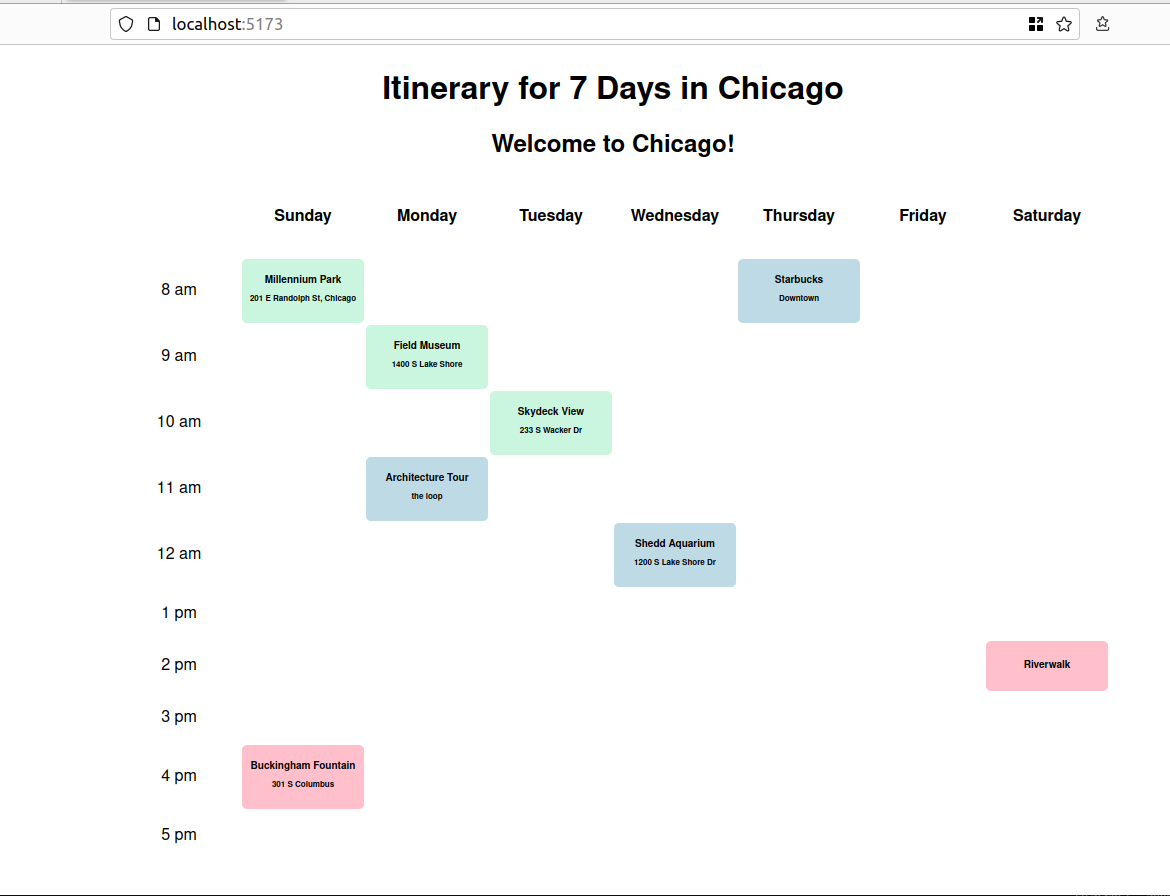 localhost:5173
Itinerary for 7 Days in Chicago
Welcome to Chicago!
Sunday Monday Tuesday Wednesday Thursday Friday Saturday
8 am
Millennium Park
201 E Randolph St, Chicago
Starbucks
Downtown
9 am
Field Museum
1400 S Lake Shore
10 am
Skydeck View
233 S Wacker Dr
11 am
Architecture Tour
the loop
12 am
Shedd Aquarium
1200 S Lake Shore Dr
1 pm
2 pm
Riverwalk
3 pm
4 pm
Buckingham Fountain
301 S Columbus
5 pm